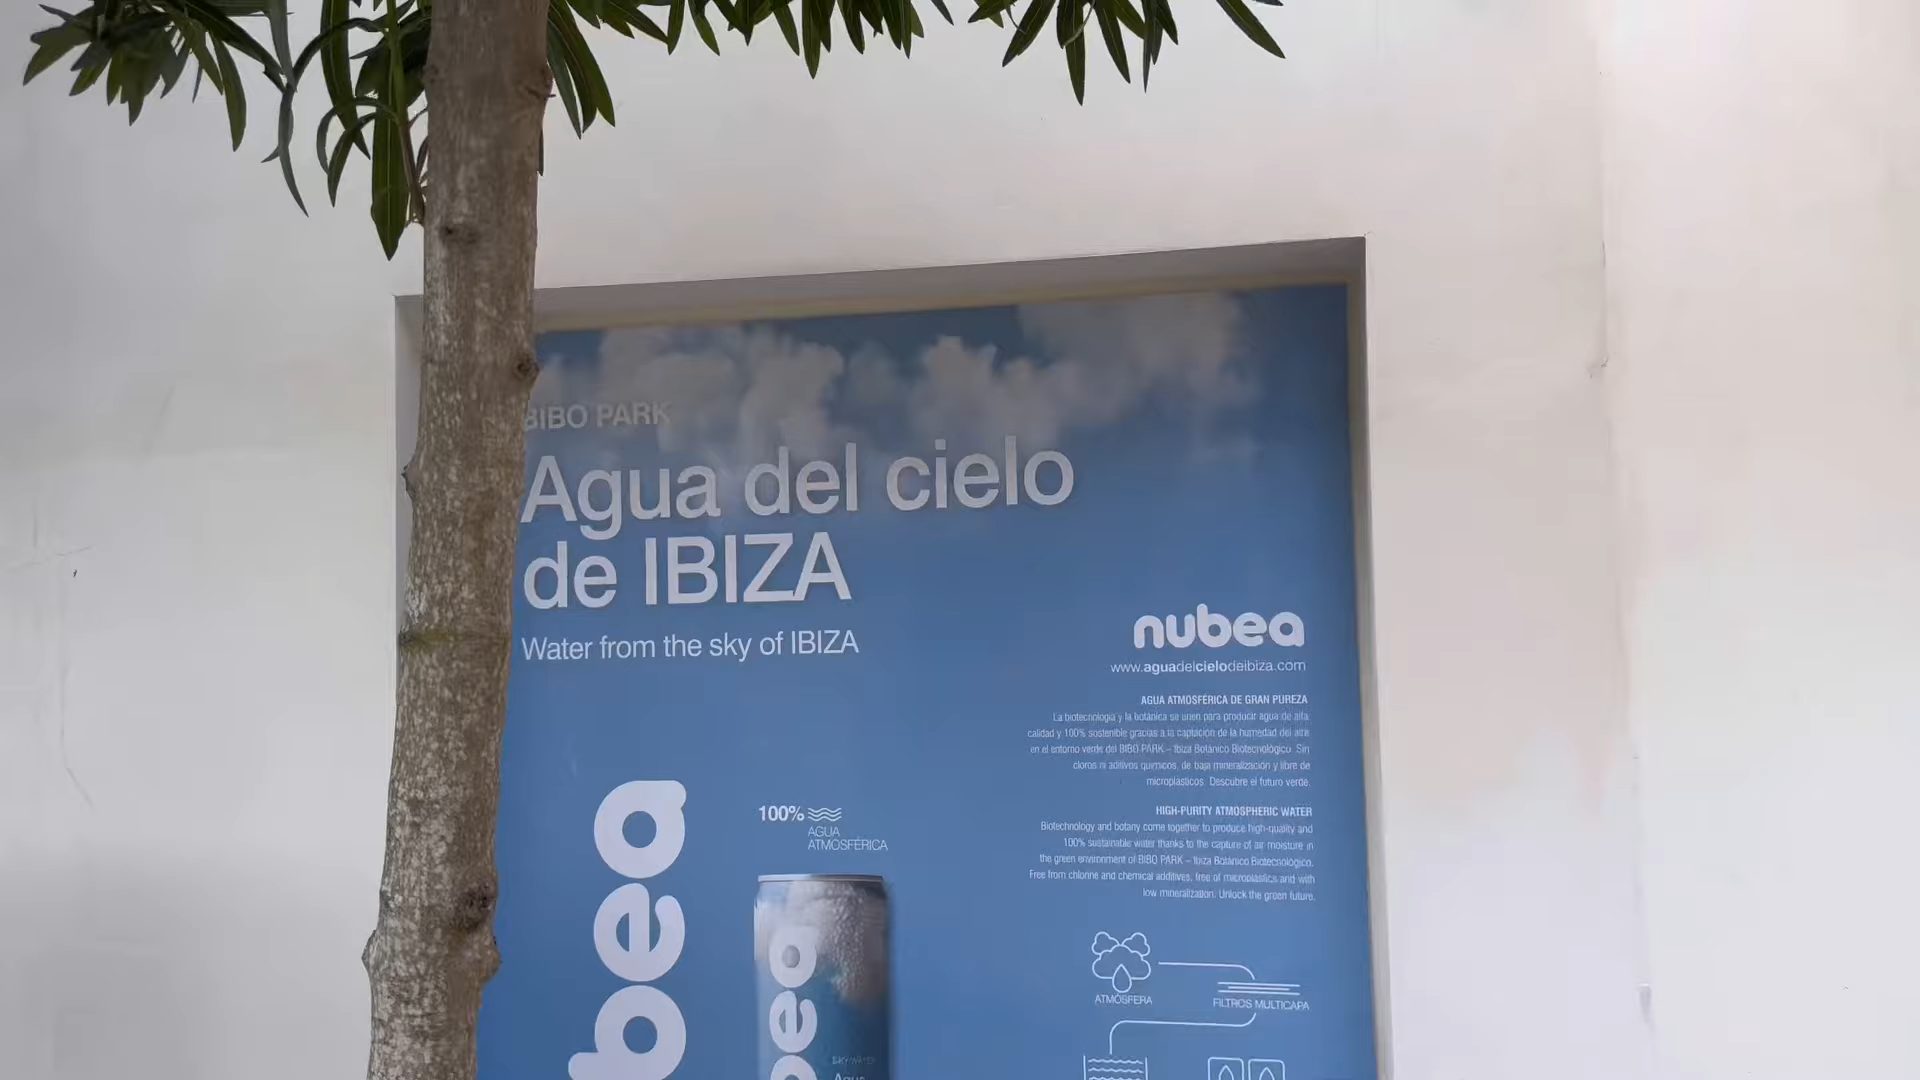 BIBO PARK
Agua del cielo
de IBIZA
Water from the sky of IBIZA
nubea
www.aguadelcielodeibiza.com
AGUA ATMOSFÉRICA DE GRAN PUREZA
La biotecnología y la botánica se unen para producir agua de alta
calidad y 100% sostenible gracias a la captación de la humedad del aire
en el entorno verde del BIBO PARK – Ibiza Botánico Biotecnológico. Sin
cloros ni aditivos químicos, de baja mineralización y libre de
microplásticos. Descubre el futuro verde.
HIGH-PURITY ATMOSPHERIC WATER
Biotechnology and botany come together to produce high-quality and
100% sustainable water thanks to the capture of air moisture in
the green environment of BIBO PARK – Ibiza Botánico Biotecnológico.
Free from chlorine and chemical additives, free of microplastics and with
low mineralization. Unlock the green future.
bea
100%
AGUA
ATMOSFÉRICA
bea
SKY WATER
Agua
ATMÓSFERA
FILTROS MULTICAPA